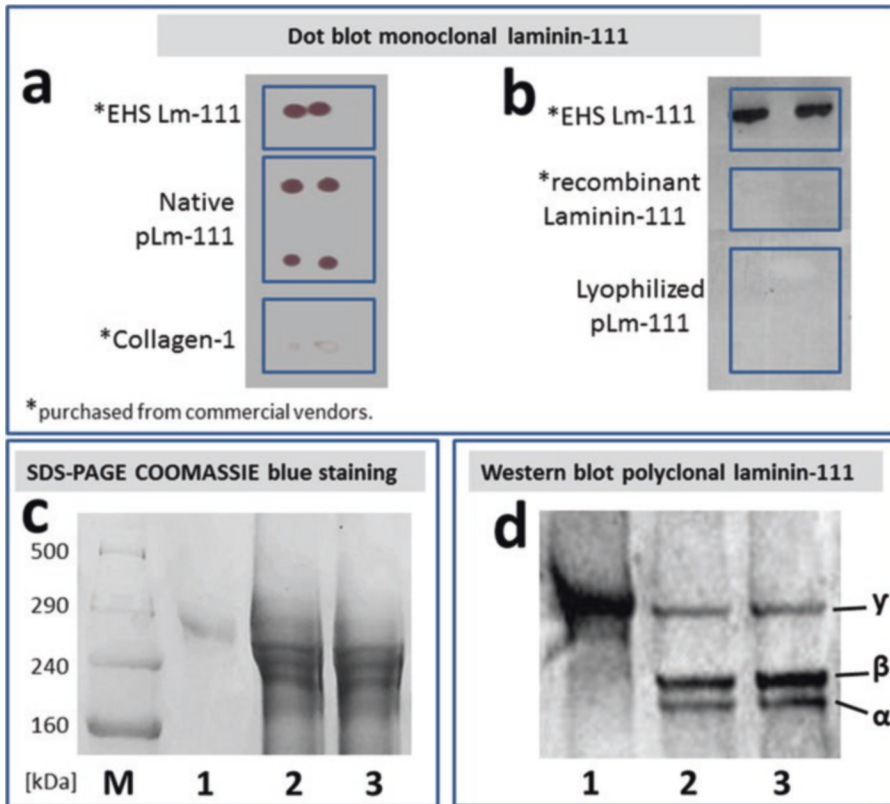 Dot blot monoclonal laminin-111
a
*EHS Lm-111
Native
pLm-111
*Collagen-1
*purchased from commercial vendors.
b
*EHS Lm-111
*recombinant
Laminin-111
Lyophilized
pLm-111
SDS-PAGE COOMASSIE blue staining
c
500
290
240
160
[kDa] M 1 2 3
Western blot polyclonal laminin-111
d
γ
β
α
1 2 3